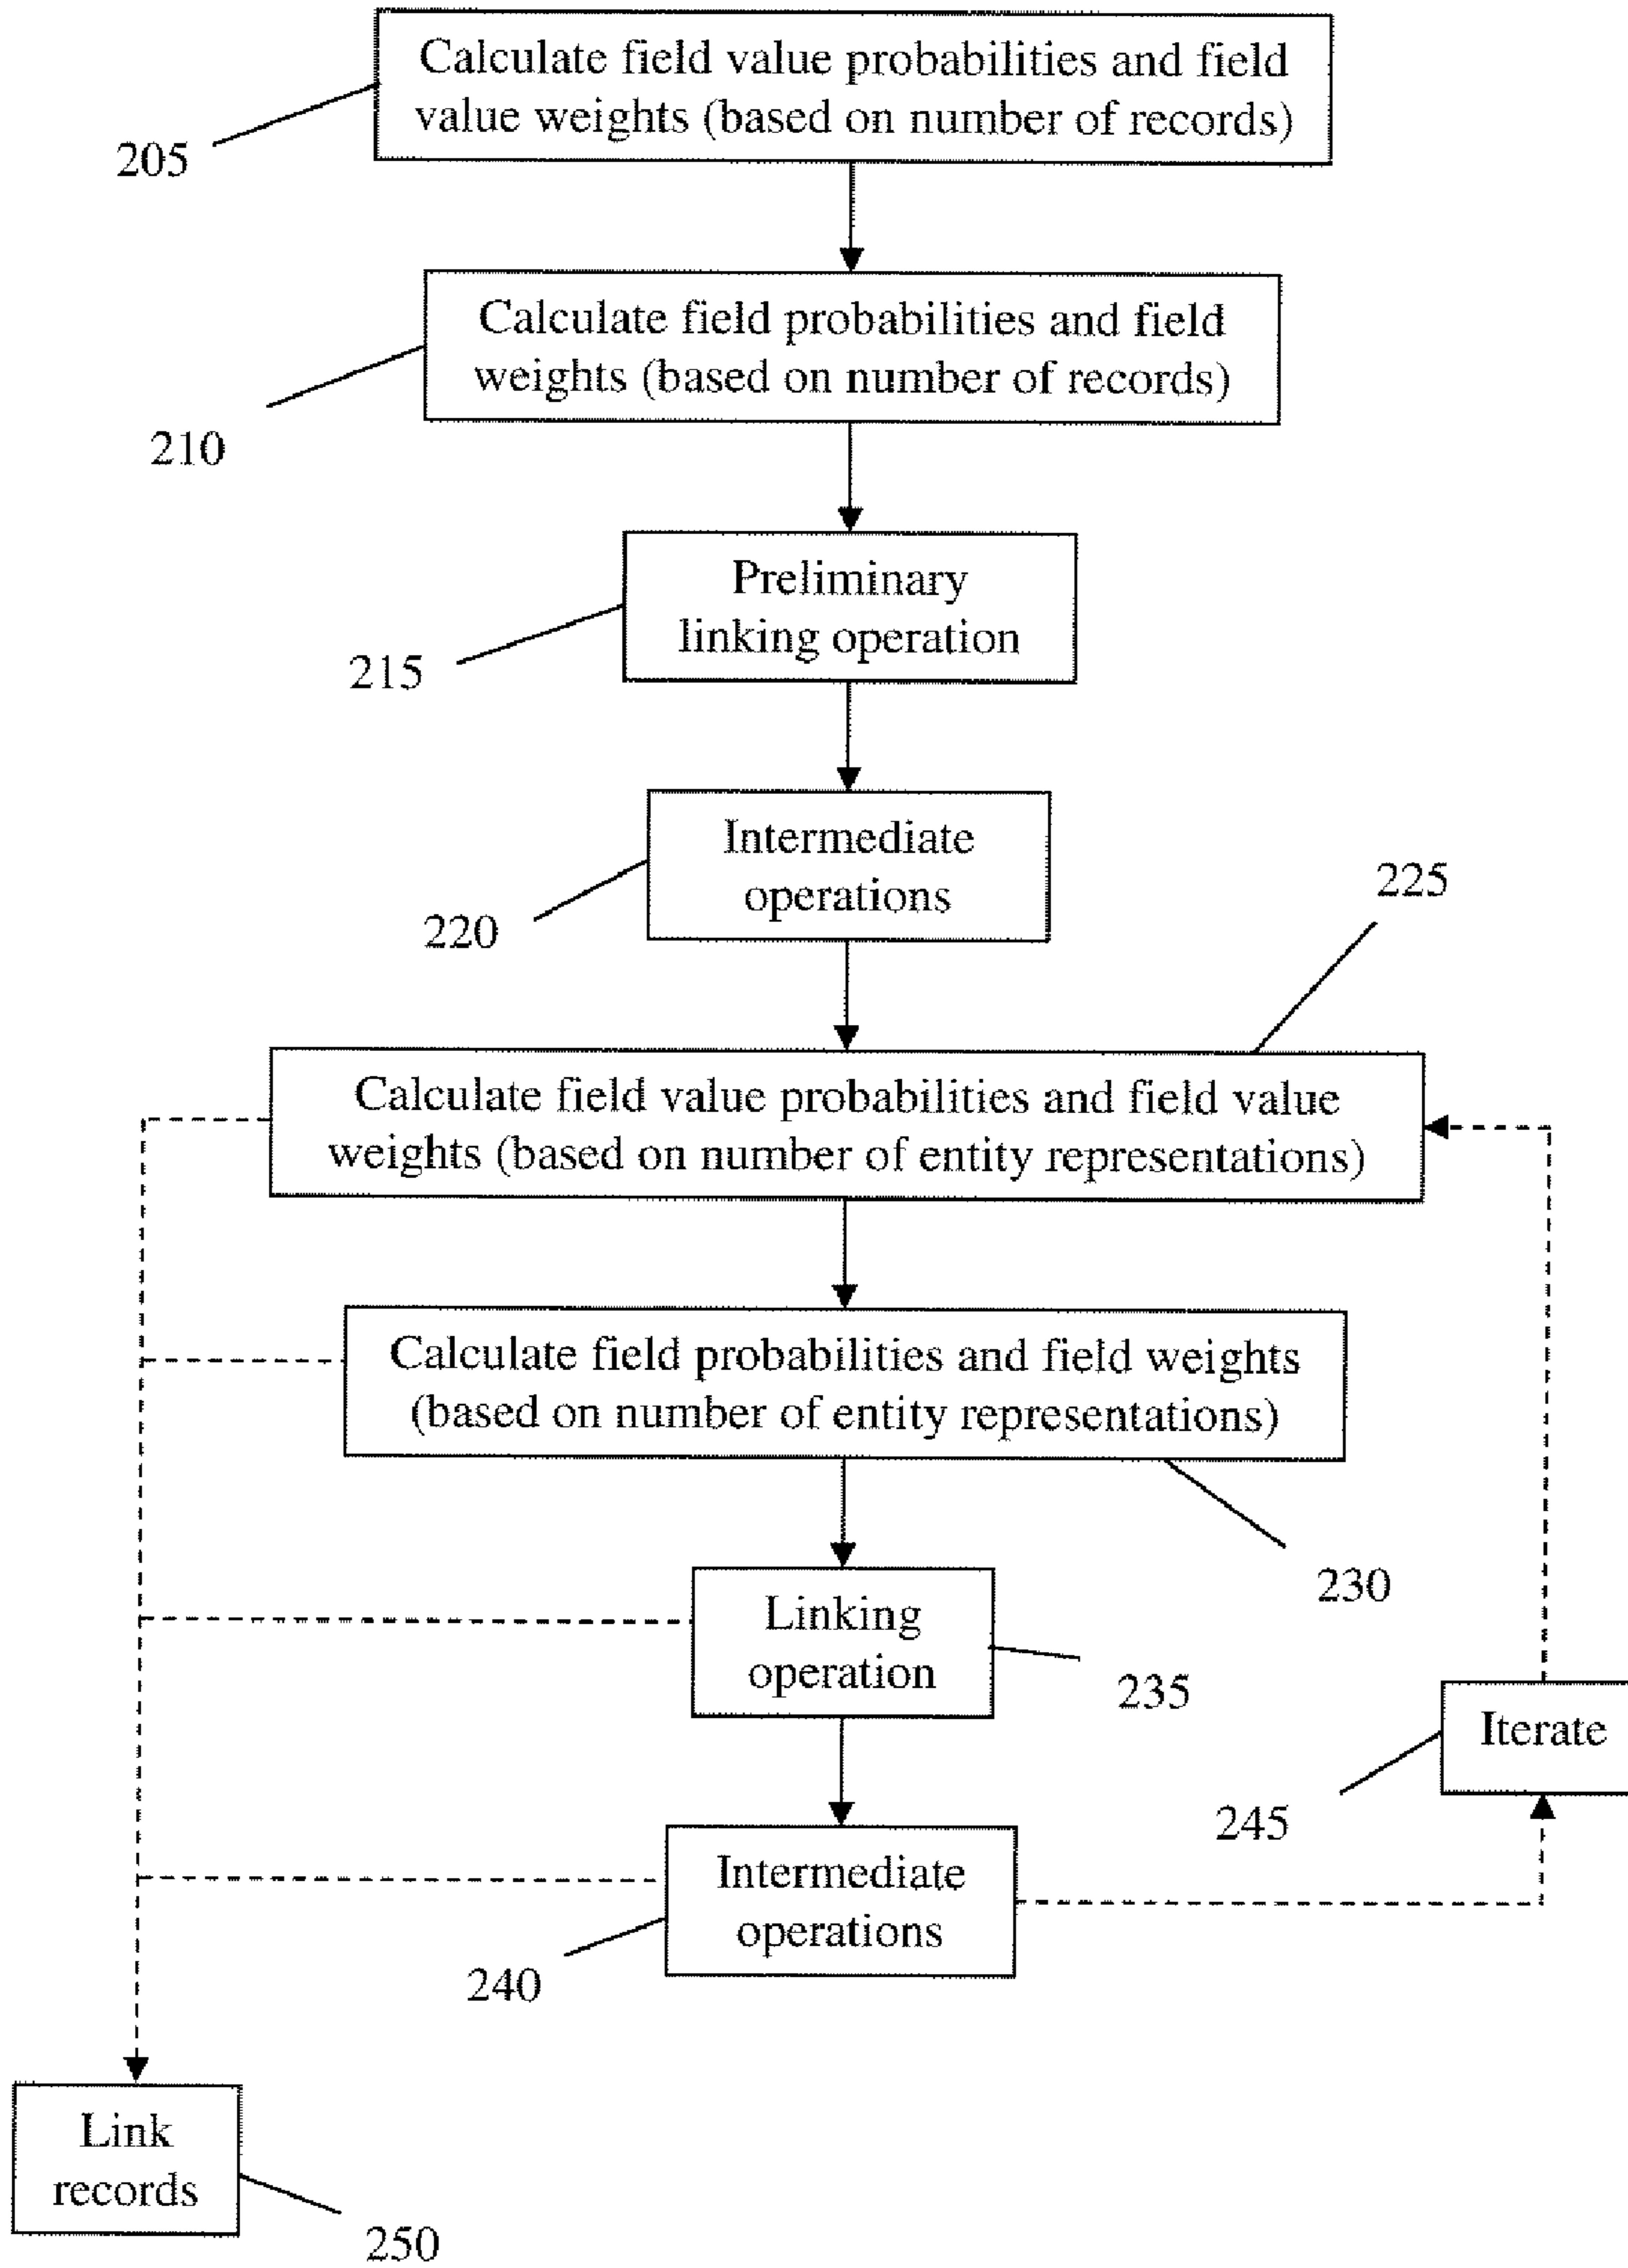 Calculate field value probabilities and field
value weights (based on number of records)
205
Calculate field probabilities and field
weights (based on number of records)
210
Preliminary
linking operation
215
Intermediate
operations
220
225
Calculate field value probabilities and field value
weights (based on number of entity representations)
Calculate field probabilities and field weights
(based on number of entity representations)
230
Linking
operation
235
Iterate
245
Intermediate
operations
240
Link
records
250